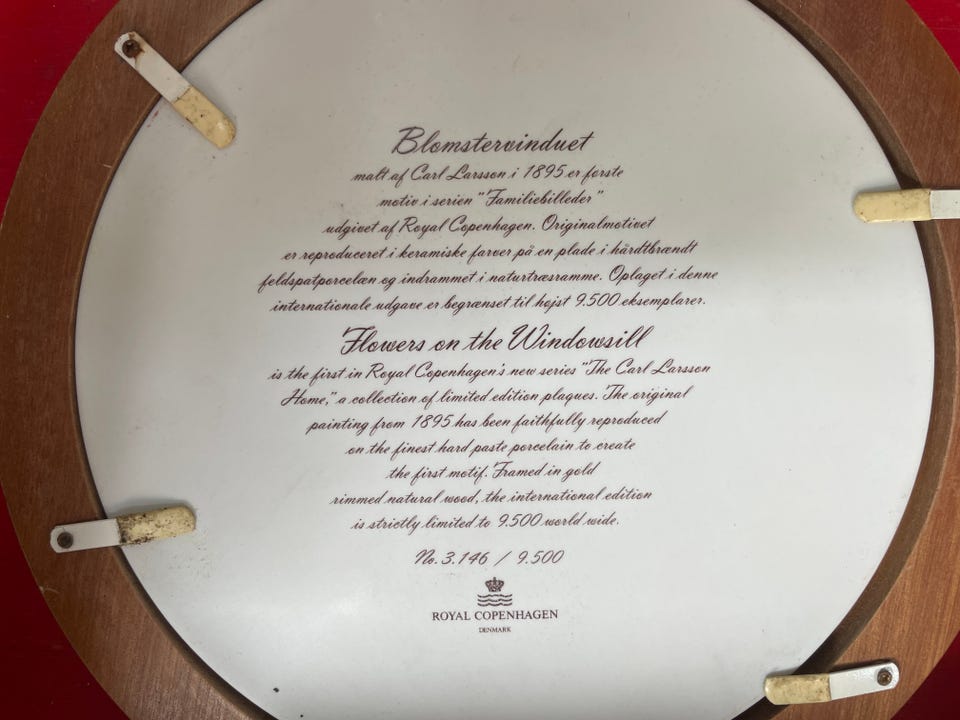 Blomstervinduet
malt af Carl Larsson i 1895 er første
motiv i serien "Familiebilleder"
udgivet af Royal Copenhagen. Originalmotivet
er reproduceret i keramiske farver på en plade i hårdtbrændt
feldspatporcelæn og indrammet i naturtræsramme. Oplaget i denne
internationale udgave er begrænset til højst 9.500 eksemplarer.
Flowers on the Windowsill
is the first in Royal Copenhagen's new series "The Carl Larsson
Home," a collection of limited edition plaques. The original
painting from 1895 has been faithfully reproduced
on the finest hard paste porcelain to create
the first motif. Framed in gold
rimmed natural wood, the international edition
is strictly limited to 9.500 world wide.
No. 3.146 / 9.500
ROYAL COPENHAGEN
DENMARK